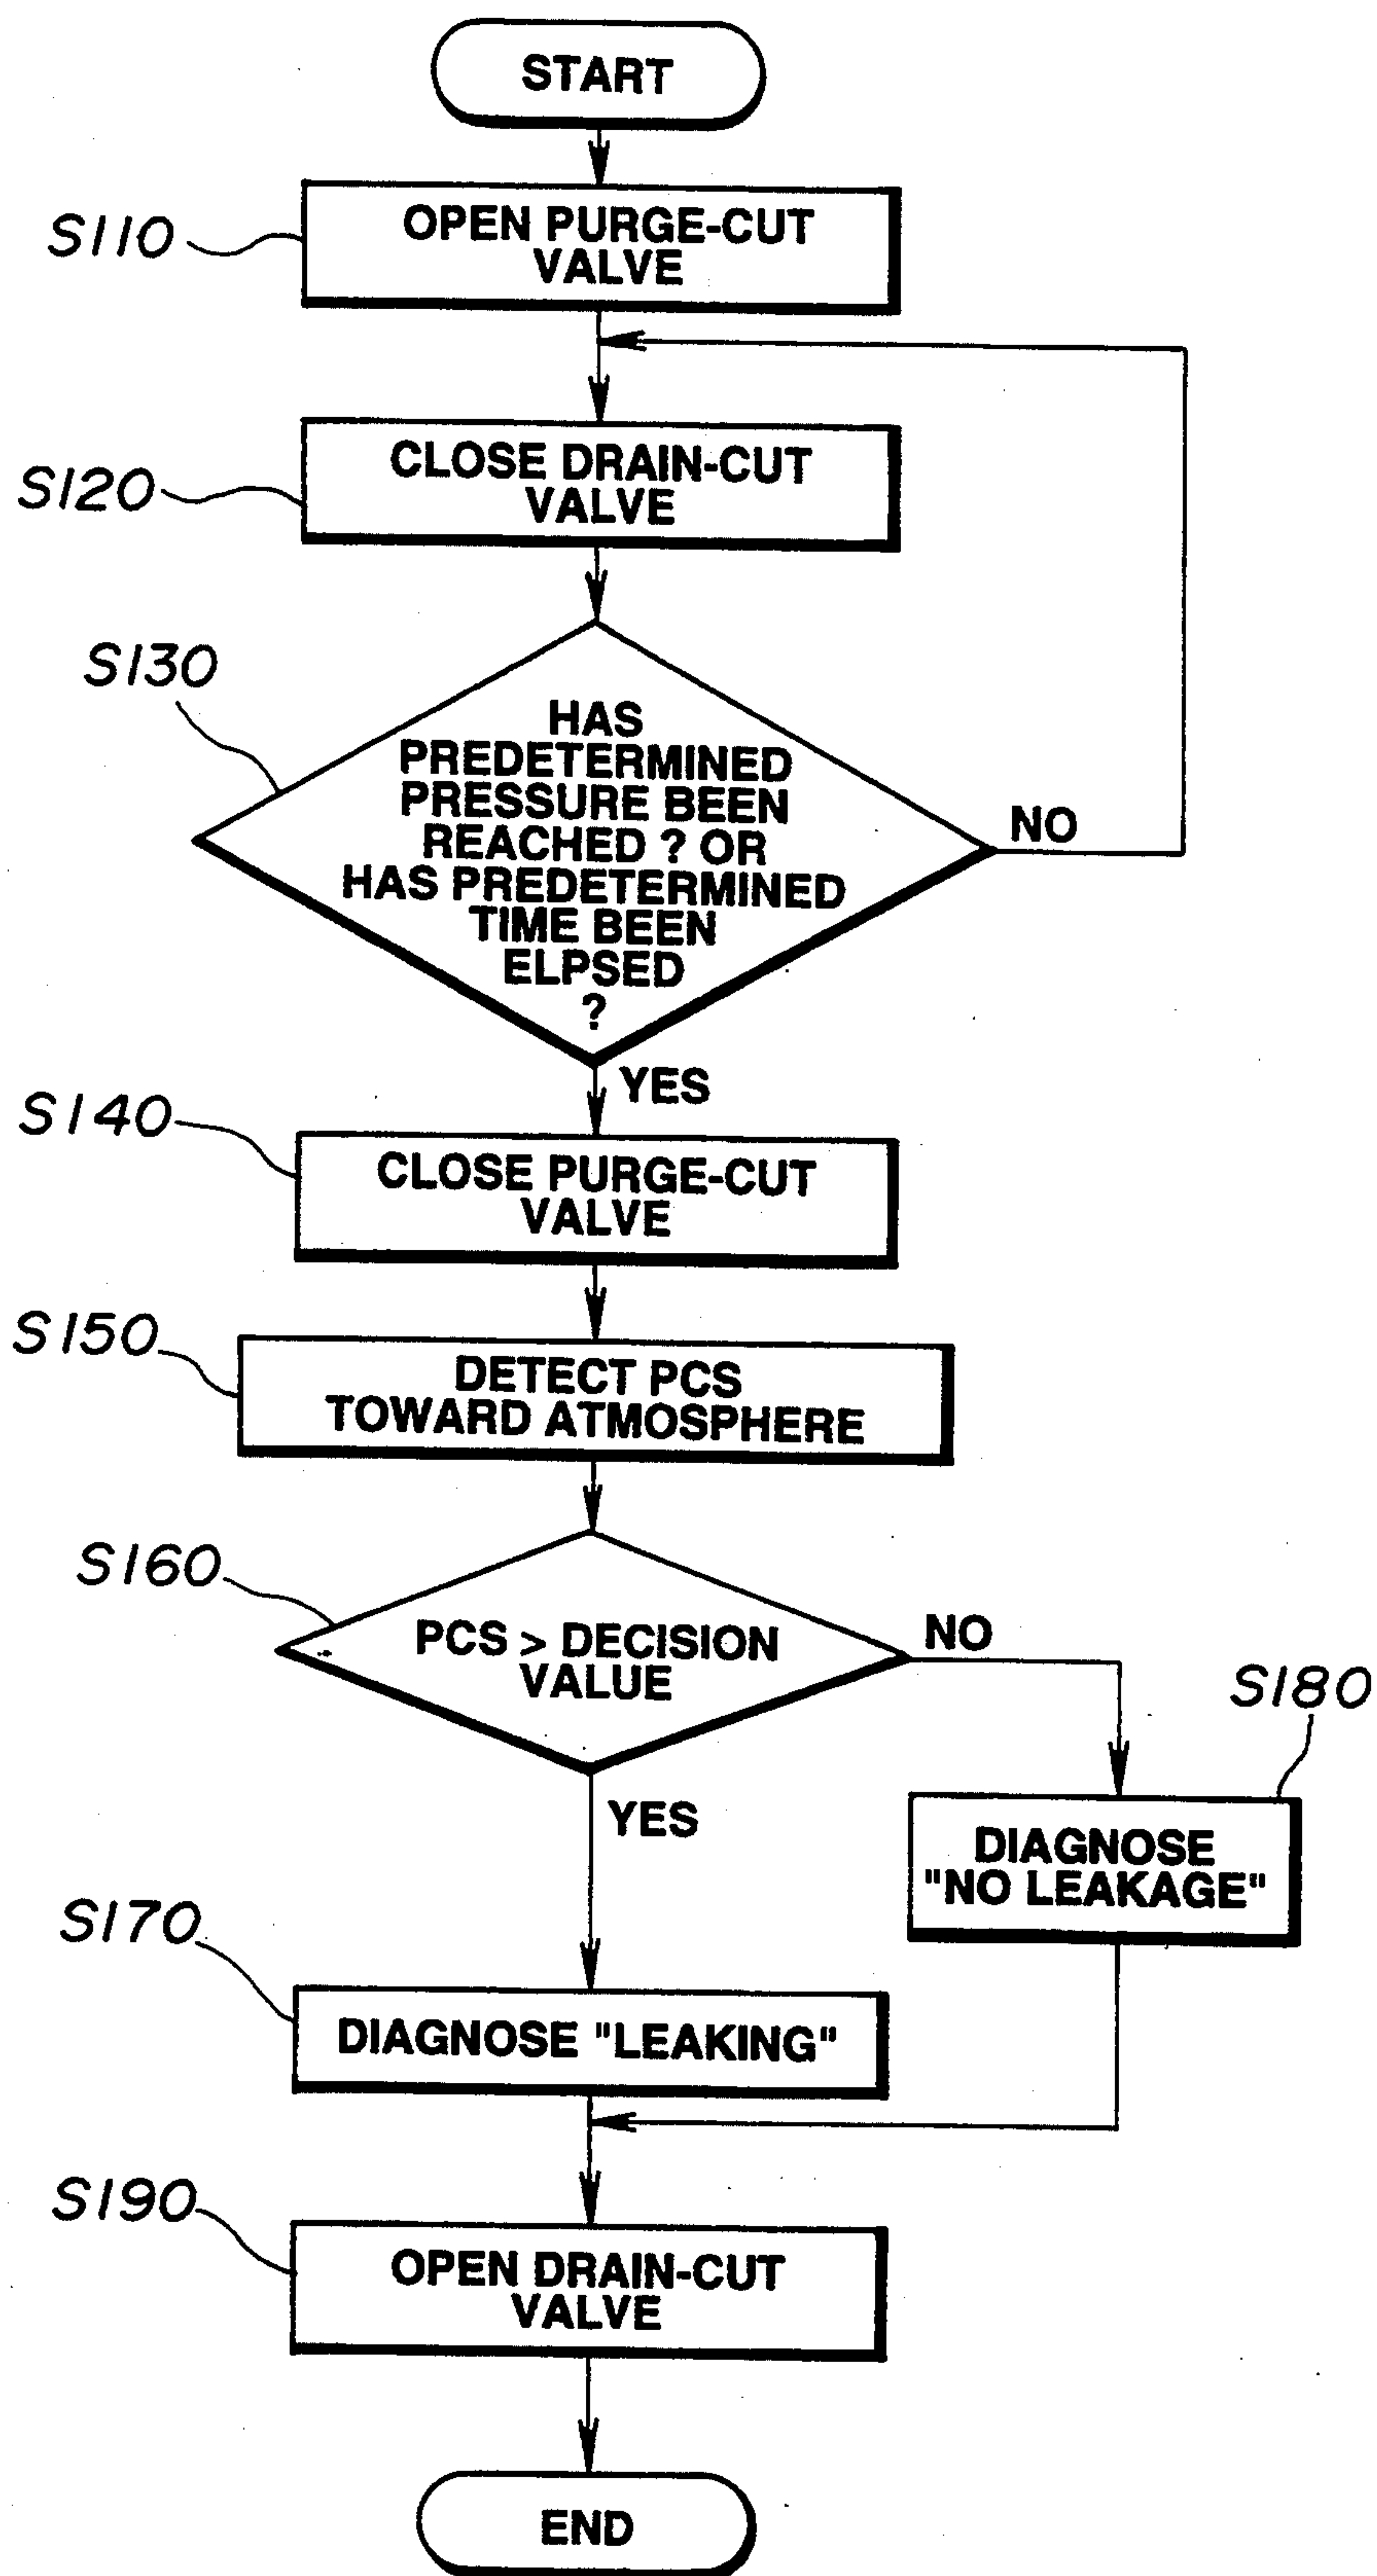 START
S110
OPEN PURGE-CUT
VALVE
S120
CLOSE DRAIN-CUT
VALVE
S130
HAS
PREDETERMINED
PRESSURE BEEN
REACHED ? OR
HAS PREDETERMINED
TIME BEEN
ELPSED
?
NO
YES
S140
CLOSE PURGE-CUT
VALVE
S150
DETECT PCS
TOWARD ATMOSPHERE
S160
PCS > DECISION
VALUE
NO
YES
S180
DIAGNOSE
"NO LEAKAGE"
S170
DIAGNOSE "LEAKING"
S190
OPEN DRAIN-CUT
VALVE
END